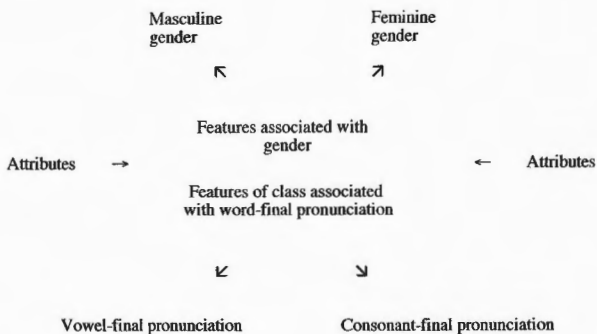 Masculine gender
Feminine gender
Features associated with gender
Attributes → ← Attributes
Features of class associated with word-final pronunciation
Vowel-final pronunciation
Consonant-final pronunciation